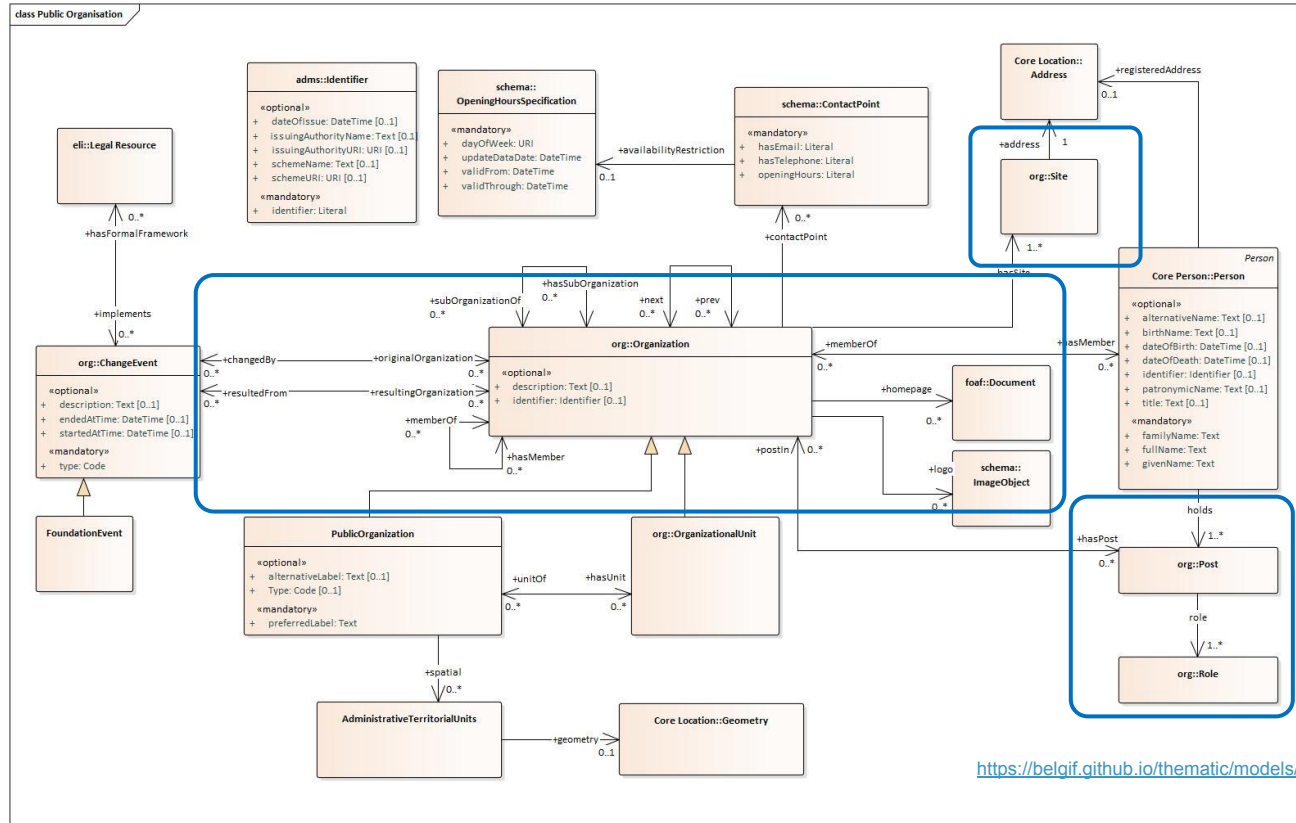 class Public Organisation
adms::Identifier
«optional»
+ dateOfIssue: DateTime [0..1]
+ issuingAuthorityName: Text [0..1]
+ issuingAuthorityURI: URI [0..1]
+ schemeName: Text [0..1]
+ schemeURI: URI [0..1]
«mandatory»
+ identifier: Literal
schema::
OpeningHoursSpecification
«mandatory»
+ dayOfWeek: URI
+ updateDataDate: DateTime
+ validFrom: DateTime
+ validThrough: DateTime
+availabilityRestriction
0..1
schema::ContactPoint
«mandatory»
+ hasEmail: Literal
+ hasTelephone: Literal
+ openingHours: Literal
0..*
+contactPoint
Core Location::
Address
+registeredAddress
0..1
+address 1
org::Site
1..*
+hasSite
eli::Legal Resource
0..*
+hasFormalFramework
+implements
0..*
org::ChangeEvent
«optional»
+ description: Text [0..1]
+ endedAtTime: DateTime [0..1]
+ startedAtTime: DateTime [0..1]
«mandatory»
+ type: Code
FoundationEvent
+changedBy
0..*
+originalOrganization
0..*
+resultedFrom
0..*
+resultingOrganization
0..*
+subOrganizationOf
0..*
+hasSubOrganization
0..*
+next
0..*
+prev
0..*
org::Organization
«optional»
+ description: Text [0..1]
+ identifier: Identifier [0..1]
+memberOf
0..*
+hasMember
0..*
+memberOf
0..*
+hasMember
0..*
+homepage
0..*
foaf::Document
+logo
0..*
schema::
ImageObject
+postIn
0..*
Person
Core Person::Person
«optional»
+ alternativeName: Text [0..1]
+ birthName: Text [0..1]
+ dateOfBirth: DateTime [0..1]
+ dateOfDeath: DateTime [0..1]
+ identifier: Identifier [0..1]
+ patronymicName: Text [0..1]
+ title: Text [0..1]
«mandatory»
+ familyName: Text
+ fullName: Text
+ givenName: Text
holds
1..*
+hasPost
0..*
org::Post
role
1..*
org::Role
PublicOrganization
«optional»
+ alternativeLabel: Text [0..1]
+ Type: Code [0..1]
«mandatory»
+ preferredLabel: Text
+unitOf
0..*
+hasUnit
0..*
org::OrganizationalUnit
+spatial
0..*
AdministrativeTerritorialUnits
+geometry
0..1
Core Location::Geometry
https://belgif.github.io/thematic/models/